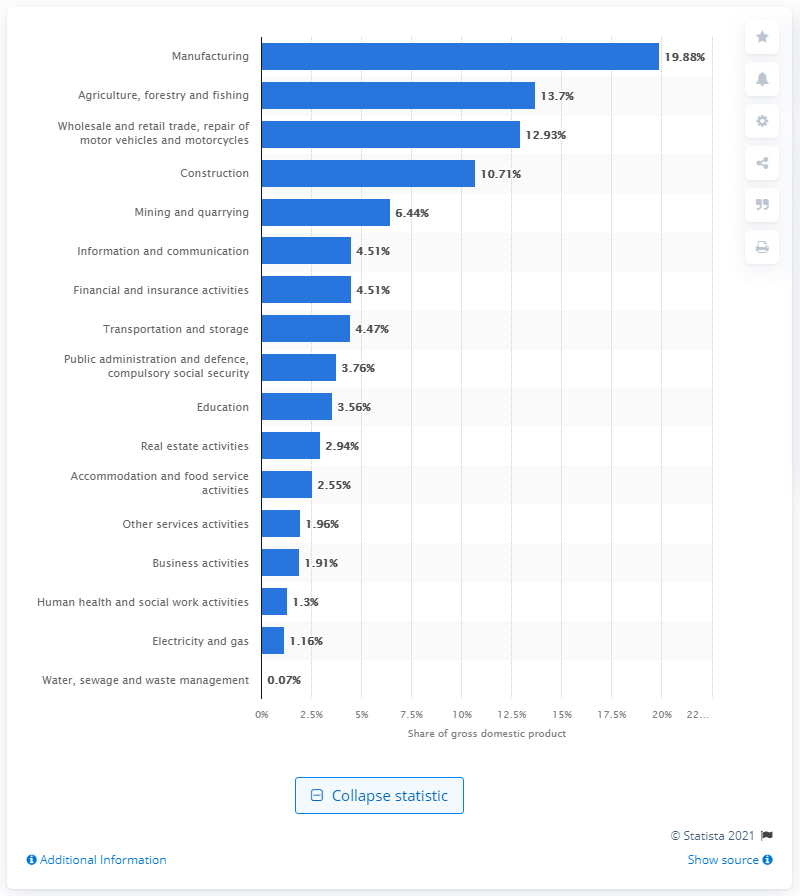 Manufacturing 19.88%
Agriculture, forestry and fishing 13.7%
Wholesale and retail trade, repair of
motor vehicles and motorcycles 12.93%
Construction 10.71%
Mining and quarrying 6.44%
Information and communication 4.51%
Financial and insurance activities 4.51%
Transportation and storage 4.47%
Public administration and defence,
compulsory social security 3.76%
Education 3.56%
Real estate activities 2.94%
Accommodation and food service
activities 2.55%
Other services activities 1.96%
Business activities 1.91%
Human health and social work activities 1.3%
Electricity and gas 1.16%
Water, sewage and waste management 0.07%
0% 2.5% 5% 7.5% 10% 12.5% 15% 17.5% 20% 22...
Share of gross domestic product
Collapse statistic
© Statista 2021
Additional Information Show source